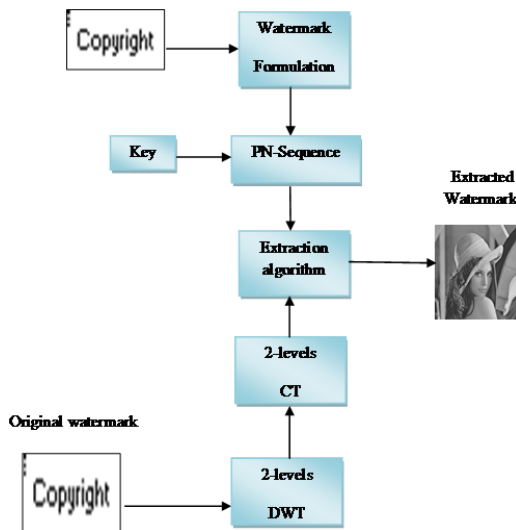 Copyright
Watermark
Formulation
Key
PN-Sequence
Extracted
Watermark
Extraction
algorithm
2-levels
CT
Original watermark
Copyright
2-levels
DWT